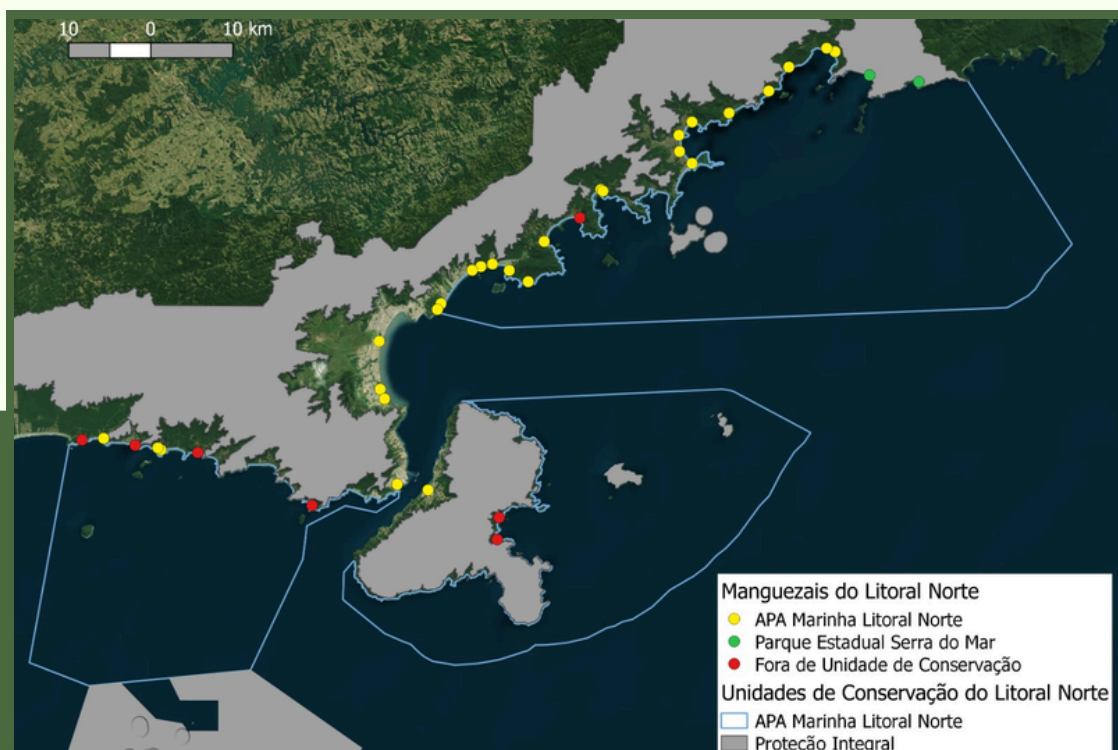 10 0 10 km
Manguezais do Litoral Norte
APA Marinha Litoral Norte
Parque Estadual Serra do Mar
Fora de Unidade de Conservação
Unidades de Conservação do Litoral Norte
APA Marinha Litoral Norte
Proteção Integral